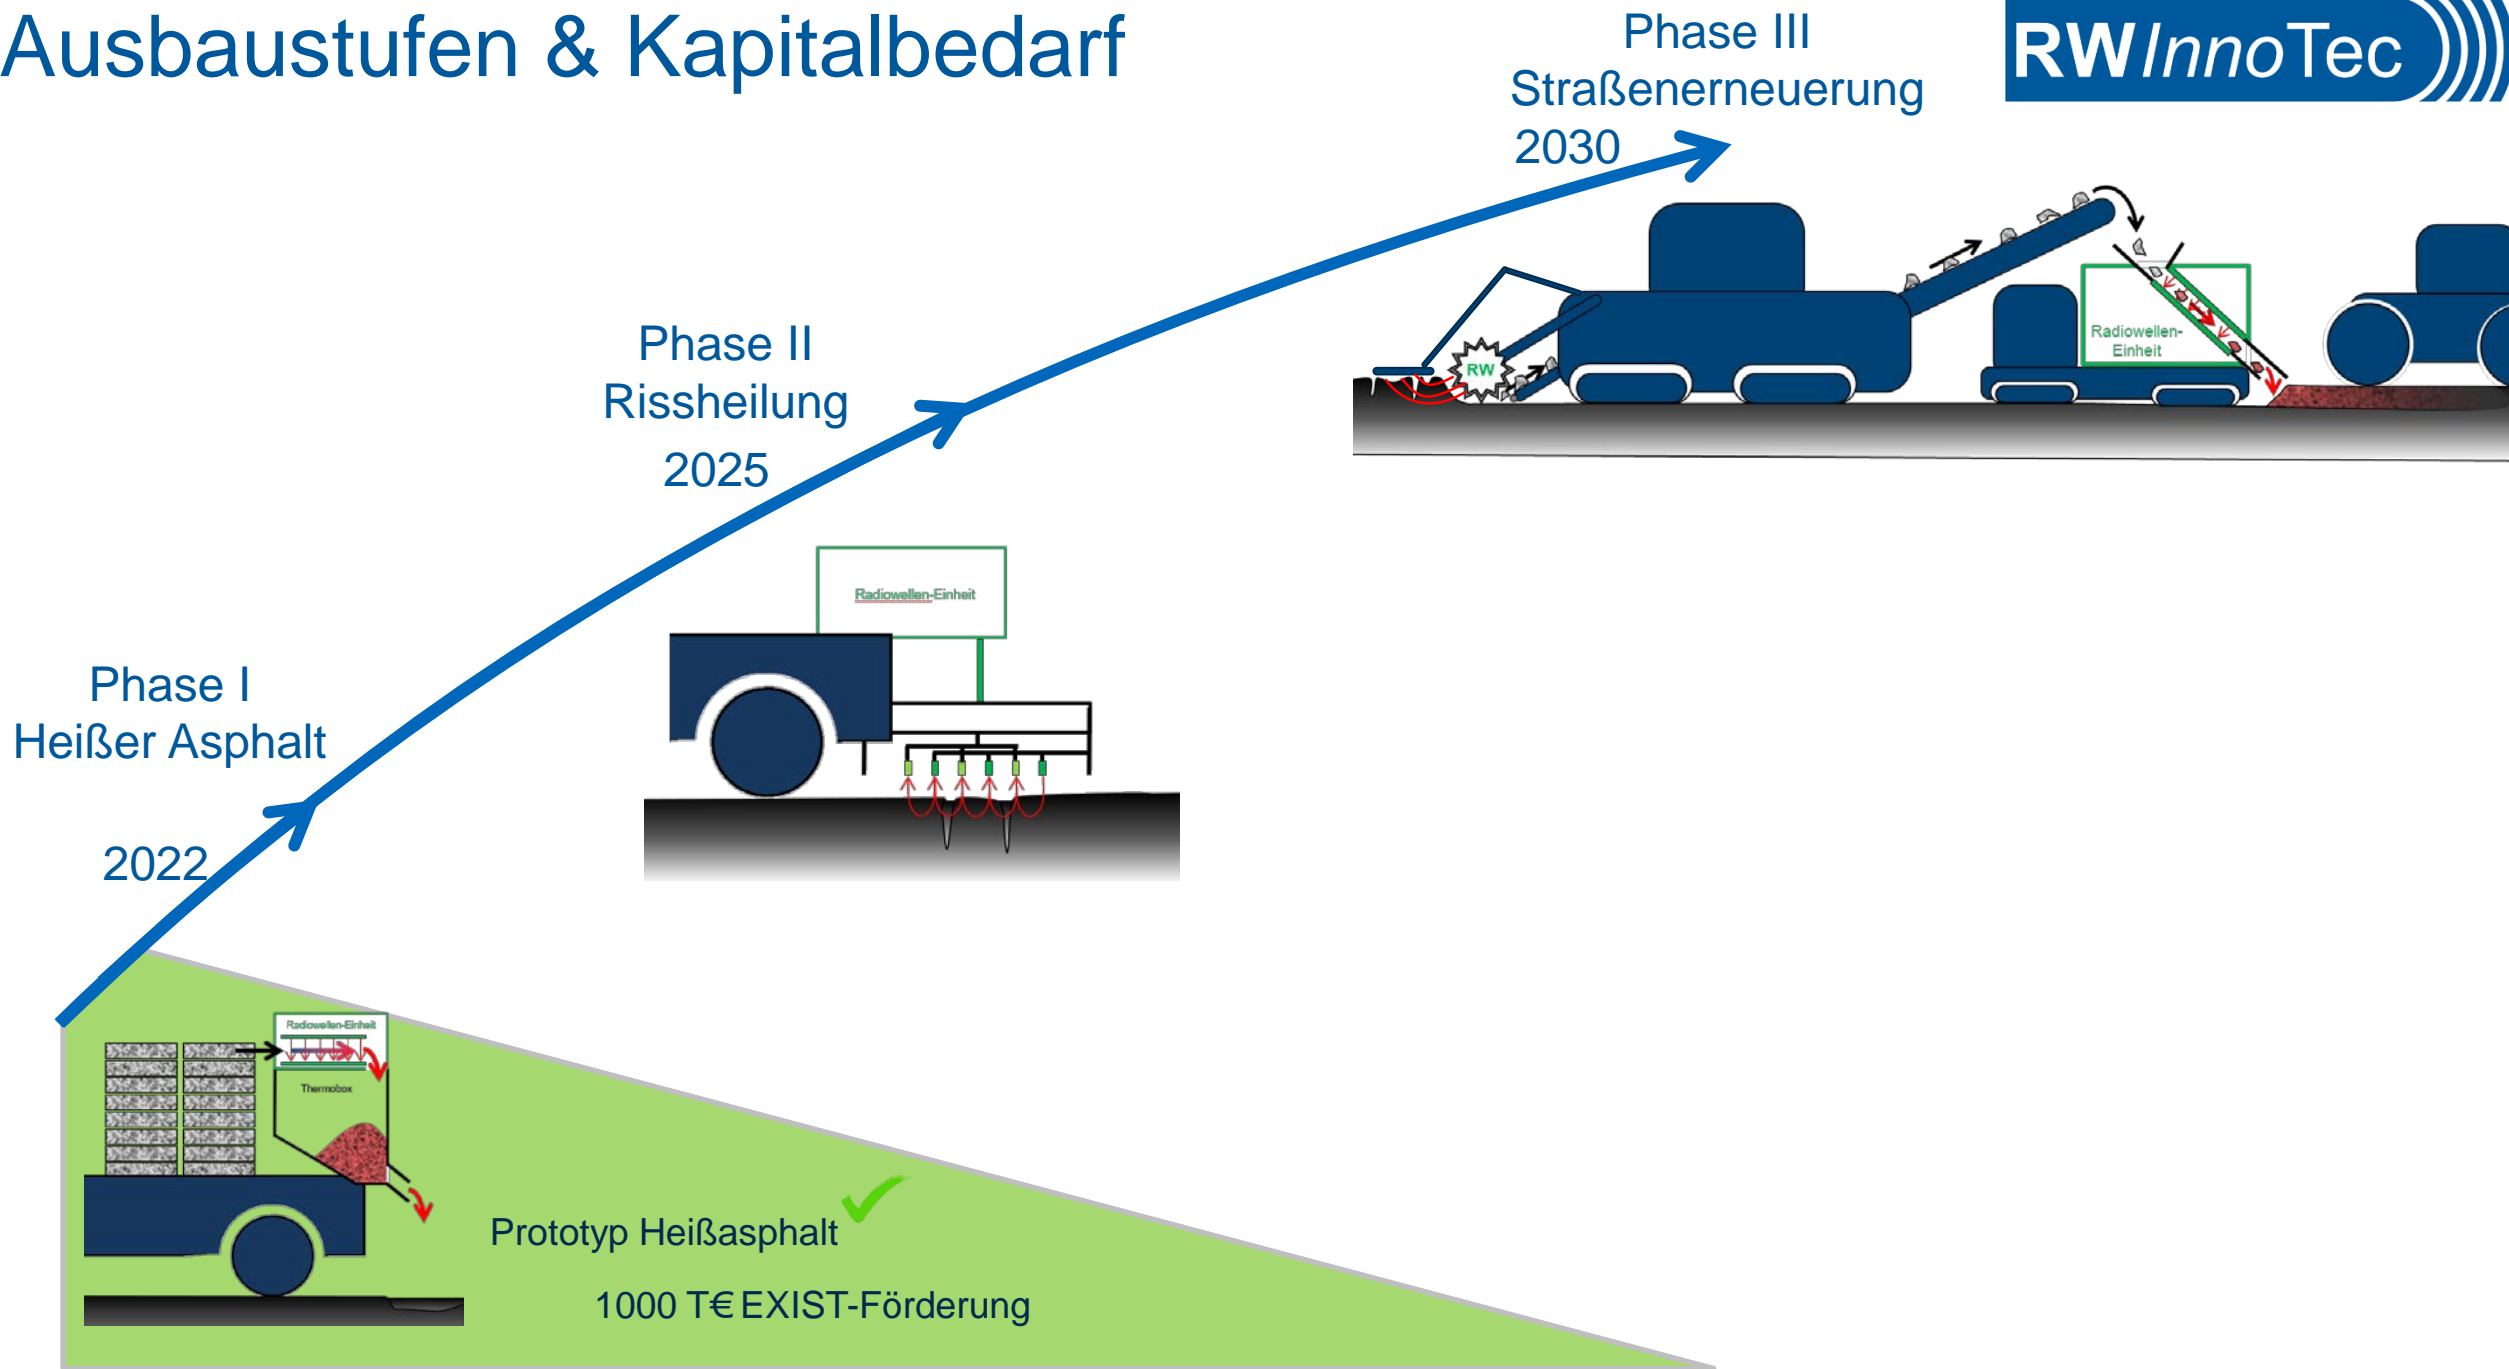 Ausbaustufen & Kapitalbedarf
RWInnoTec
Phase III
Straßenerneuerung
2030
RW
Radiowellen-
Einheit
Phase II
Rissheilung
2025
Radiowellen-Einheit
Phase I
Heißer Asphalt
2022
Radiowellen-Einheit
Thermobox
Prototyp Heißasphalt
1000 T€ EXIST-Förderung